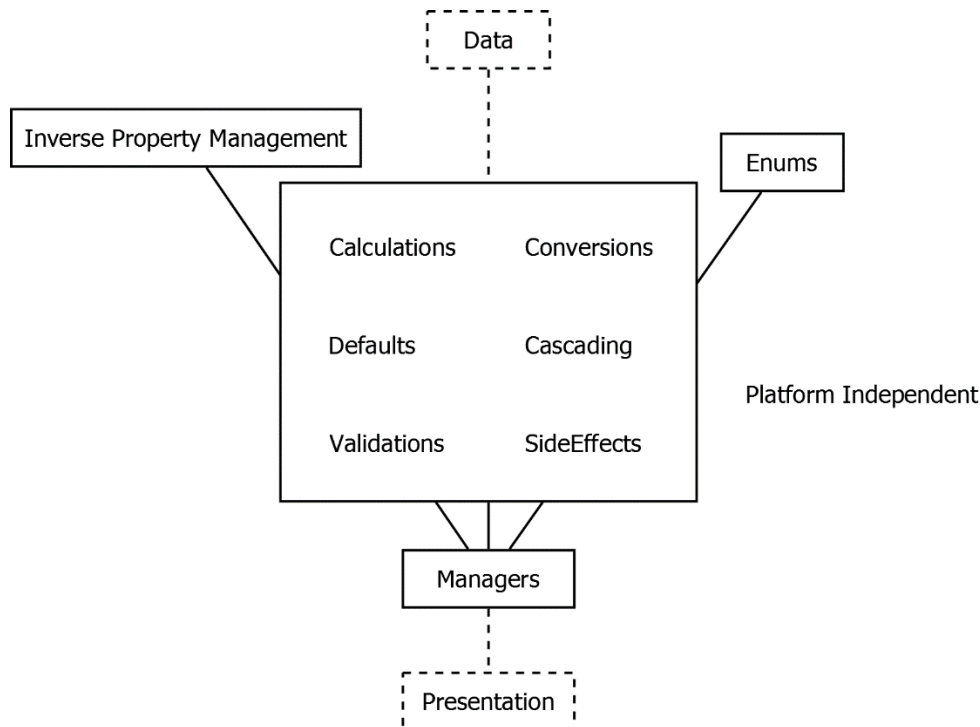 Data
Inverse Property Management
Enums
Calculations
Conversions
Defaults
Cascading
Platform Independent
Validations
SideEffects
Managers
Presentation